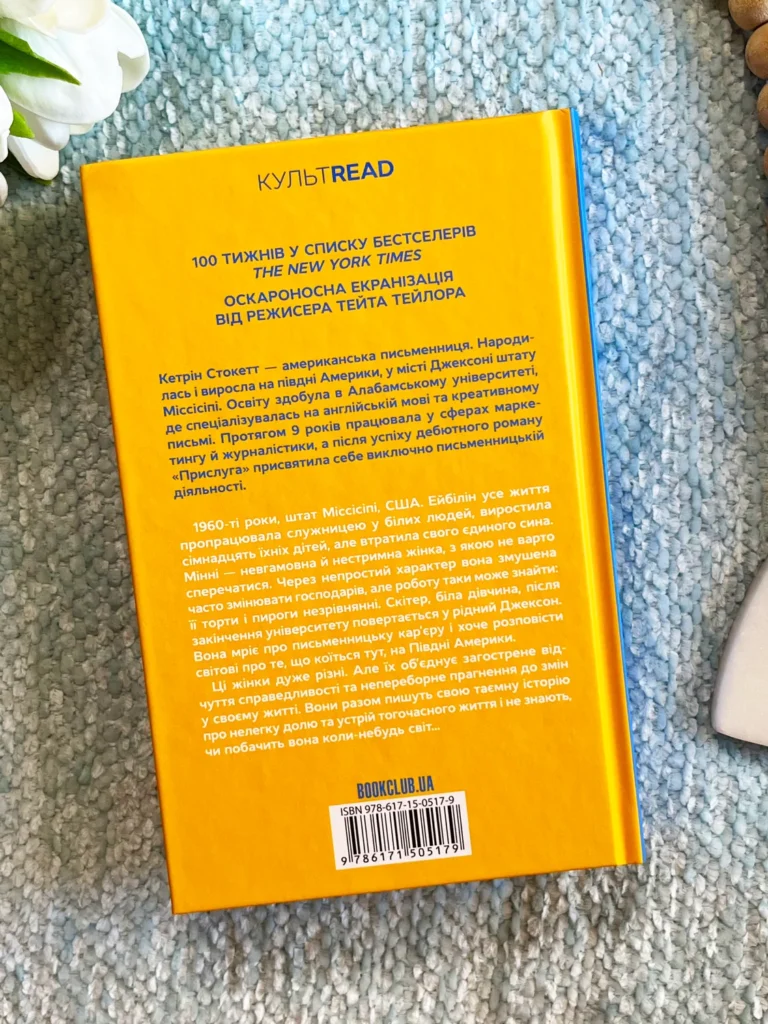 КУЛЬТREAD
100 ТИЖНІВ У СПИСКУ БЕСТСЕЛЕРІВ
THE NEW YORK TIMES
ОСКАРОНОСНА ЕКРАНІЗАЦІЯ
ВІД РЕЖИСЕРА ТЕЙТА ТЕЙЛОРА
Кетрін Стокетт — американська письменниця. Народи-
лась і виросла на півдні Америки, у місті Джексоні штату
Міссісіпі. Освіту здобула в Алабамському університеті,
де спеціалізувалась на англійській мові та креативному
письмі. Протягом 9 років працювала у сферах марке-
тингу й журналістики, а після успіху дебютного роману
«Прислуга» присвятила себе виключно письменницькій
діяльності.
1960-ті роки, штат Міссісіпі, США. Ейбілін усе життя
пропрацювала служницею у білих людей, виростила
сімнадцять їхніх дітей, але втратила свого єдиного сина.
Мінні — невгамовна й нестримна жінка, з якою не варто
сперечатися. Через непростий характер вона змушена
часто змінювати господарів, але роботу таки може знайти:
її торти і пироги незрівнянні. Скітер, біла дівчина, після
закінчення університету повертається у рідний Джексон.
Вона мріє про письменницьку кар'єру і хоче розповісти
світові про те, що коїться тут, на Півдні Америки.
Ці жінки дуже різні. Але їх об'єднує загострене від-
чуття справедливості та непереборне прагнення до змін
у своєму житті. Вони разом пишуть свою таємну історію
про нелегку долю та устрій тогочасного життя і не знають,
чи побачить вона коли-небудь світ...
BOOKCLUB.UA
ISBN 978-617-15-0517-9
9 786171 505179